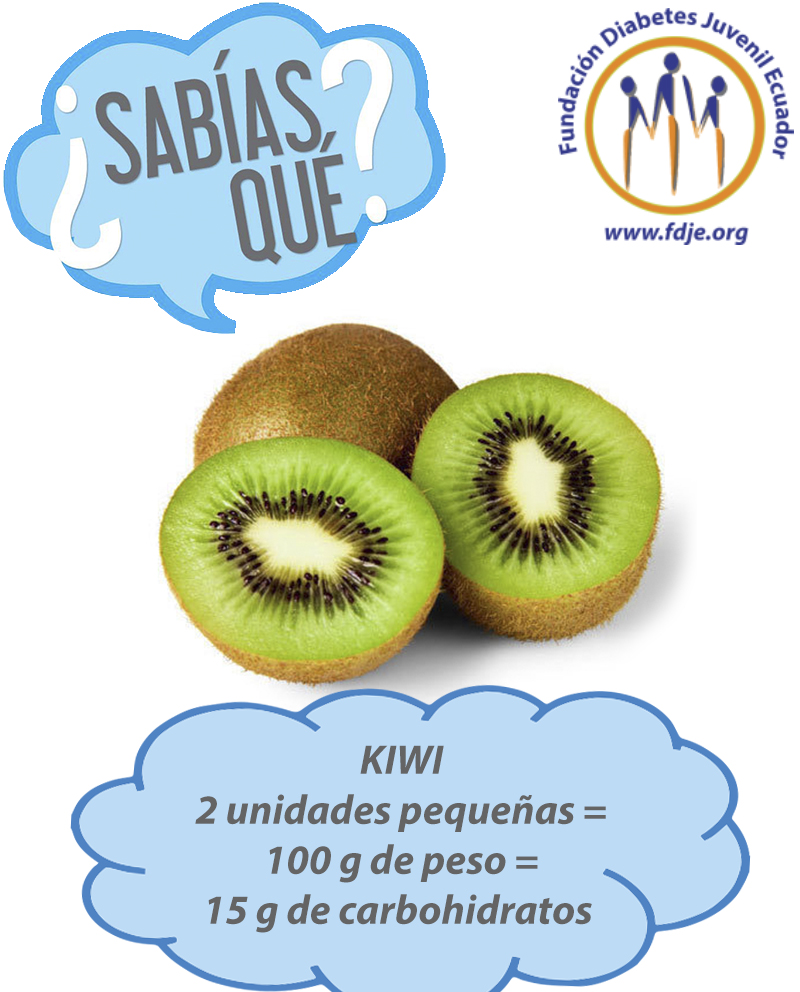 ¿SABÍAS
QUÉ?
Fundación Diabetes Juvenil Ecuador
www.fdje.org
KIWI
2 unidades pequeñas =
100 g de peso =
15 g de carbohidratos